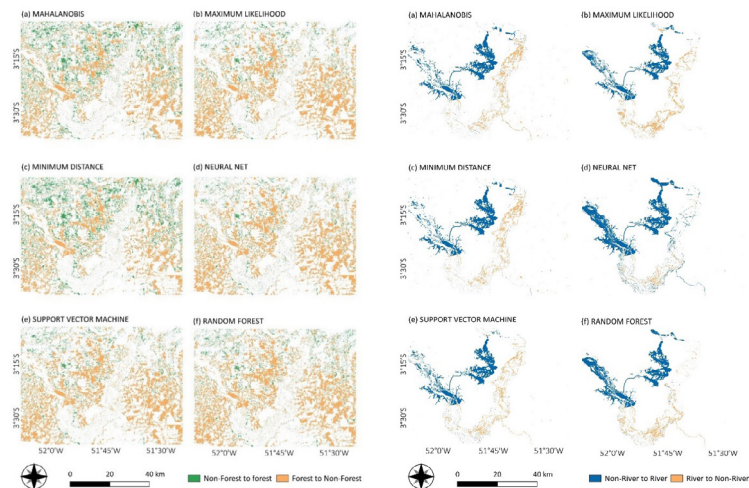 (a) MAHALANOBIS
(b) MAXIMUM LIKELIHOOD
3°15'S
3°30'S
(c) MINIMUM DISTANCE
(d) NEURAL NET
3°15'S
3°30'S
(e) SUPPORT VECTOR MACHINE
(f) RANDOM FOREST
3°15'S
3°30'S
52°0'W
51°45'W
51°30'W
0 20 40 km
Non-Forest to forest
Forest to Non-Forest
(a) MAHALANOBIS
(b) MAXIMUM LIKELIHOOD
3°15'S
3°30'S
(c) MINIMUM DISTANCE
(d) NEURAL NET
3°15'S
3°30'S
(e) SUPPORT VECTOR MACHINE
(f) RANDOM FOREST
3°15'S
3°30'S
52°0'W
51°45'W
51°30'W
0 20 40 km
Non-River to River
River to Non-River